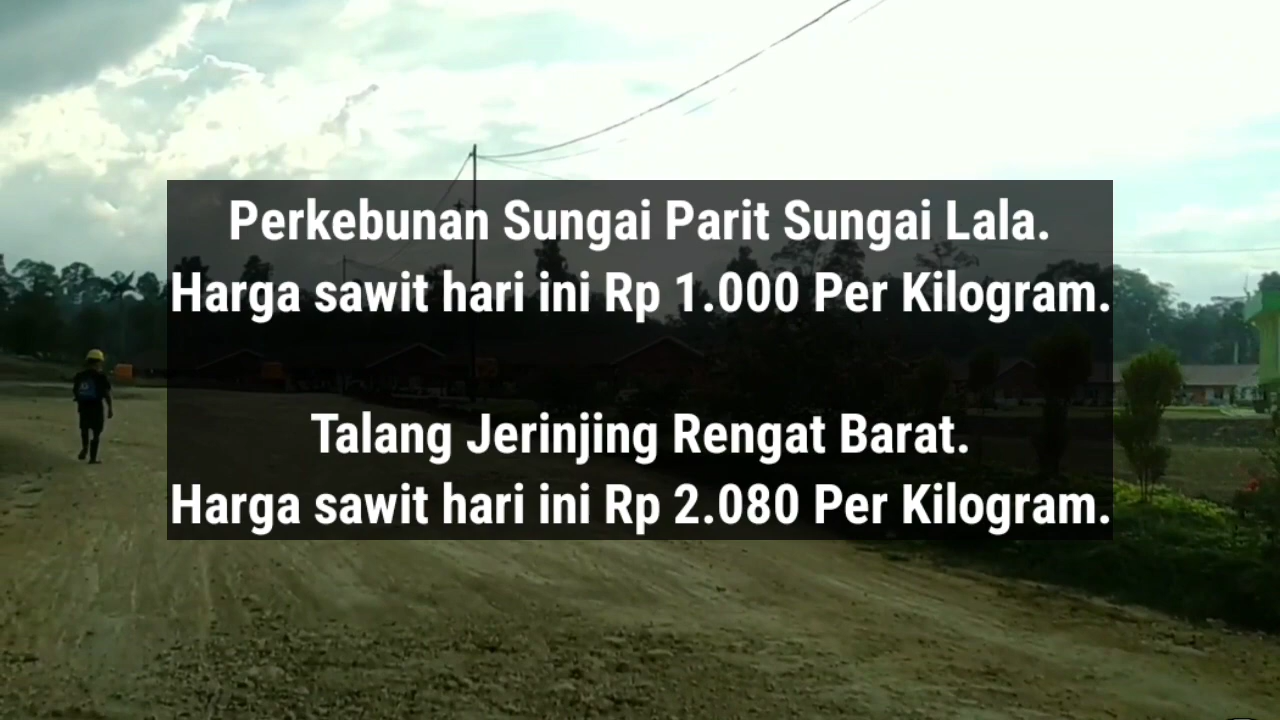 Perkebunan Sungai Parit Sungai Lala.
Harga sawit hari ini Rp 1.000 Per Kilogram.
Talang Jerinjing Rengat Barat.
Harga sawit hari ini Rp 2.080 Per Kilogram.